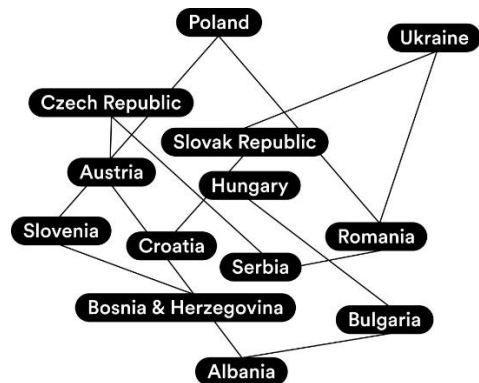 Poland
Ukraine
Czech Republic
Slovak Republic
Austria
Hungary
Slovenia
Croatia
Romania
Serbia
Bosnia & Herzegovina
Bulgaria
Albania